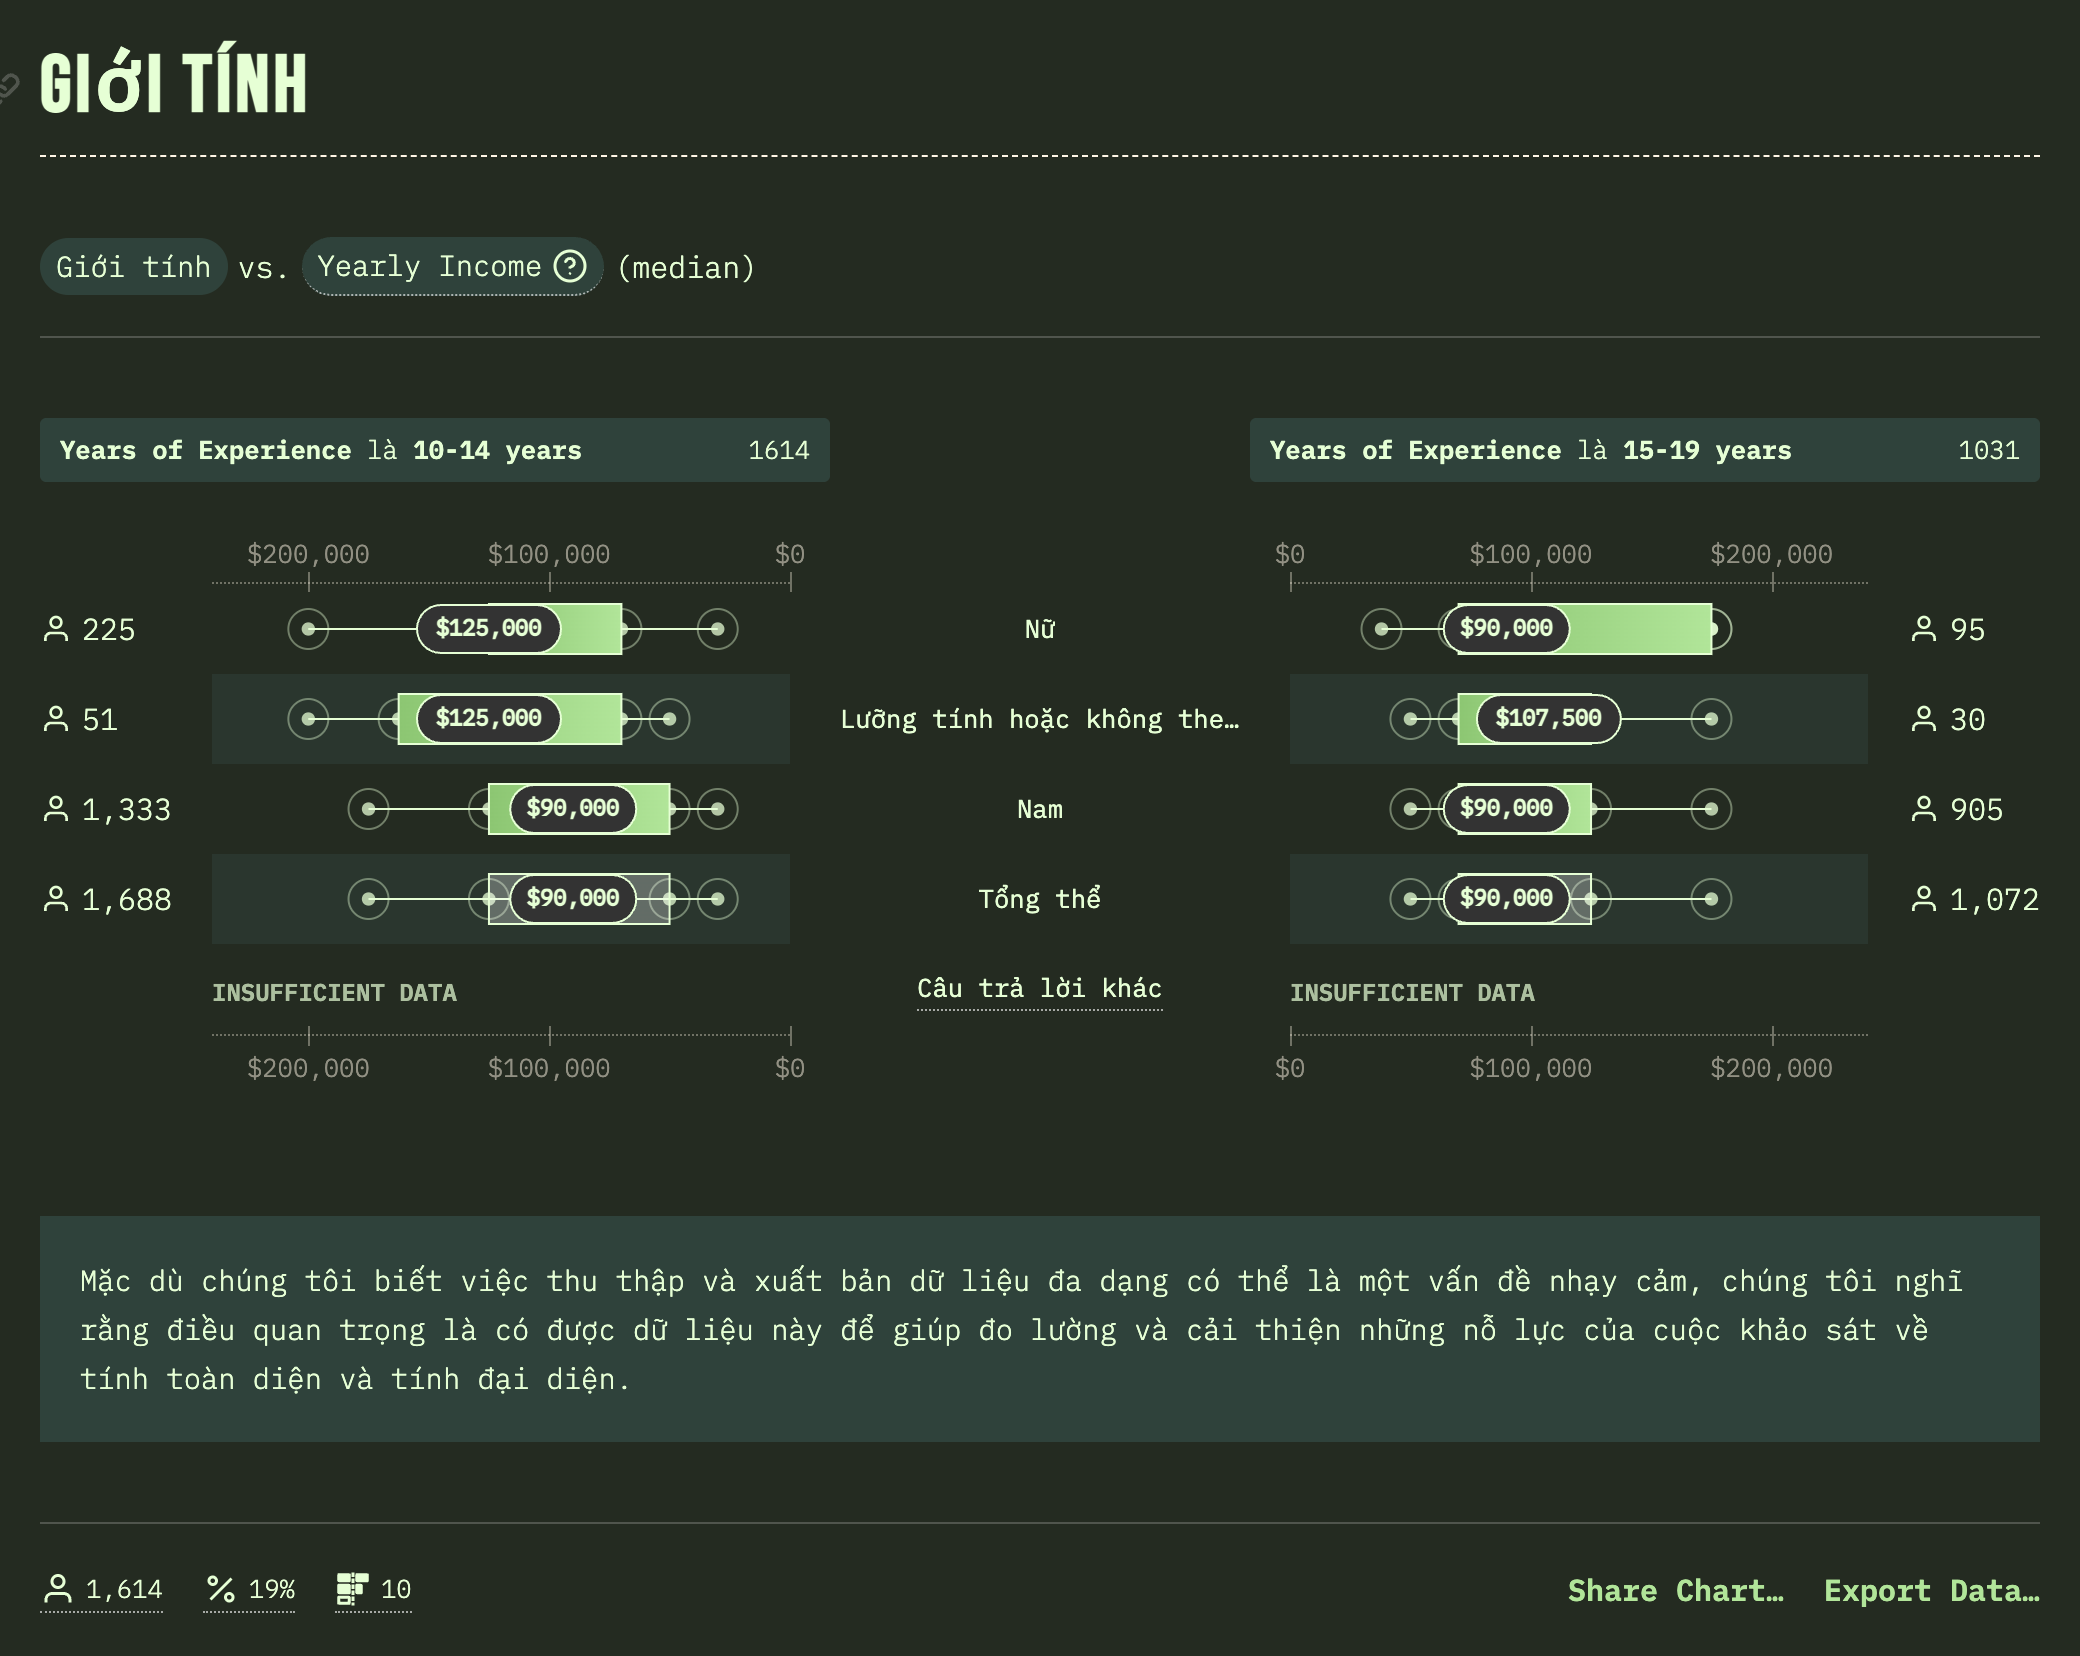 GIỚI TÍNH
Giới tính vs. Yearly Income (median)
Years of Experience là 10-14 years 1614
Years of Experience là 15-19 years 1031
$200,000 $100,000 $0
$0 $100,000 $200,000
225 $125,000 Nữ $90,000 95
51 $125,000 Lưỡng tính hoặc không the… $107,500 30
1,333 $90,000 Nam $90,000 905
1,688 $90,000 Tổng thể $90,000 1,072
INSUFFICIENT DATA Câu trả lời khác INSUFFICIENT DATA
$200,000 $100,000 $0
$0 $100,000 $200,000
Mặc dù chúng tôi biết việc thu thập và xuất bản dữ liệu đa dạng có thể là một vấn đề nhạy cảm, chúng tôi nghĩ
rằng điều quan trọng là có được dữ liệu này để giúp đo lường và cải thiện những nỗ lực của cuộc khảo sát về
tính toàn diện và tính đại diện.
1,614 19% 10
Share Chart… Export Data…